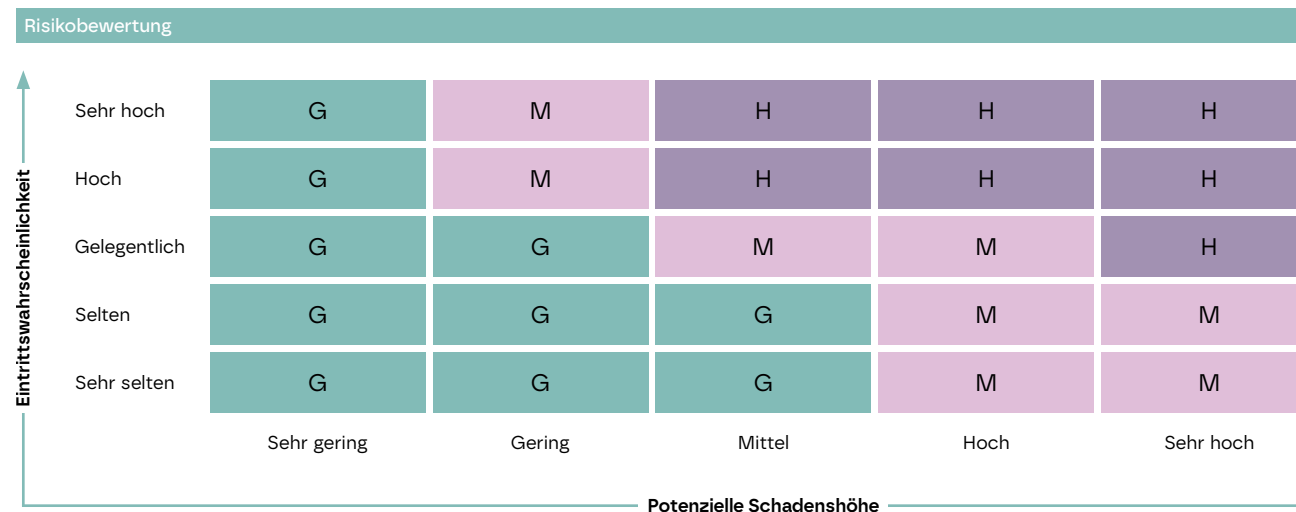 Risikobewertung
Eintrittswahrscheinlichkeit
Sehr hoch G M H H H
Hoch G M H H H
Gelegentlich G G M M H
Selten G G G M M
Sehr selten G G G M M
Sehr gering Gering Mittel Hoch Sehr hoch
Potenzielle Schadenshöhe